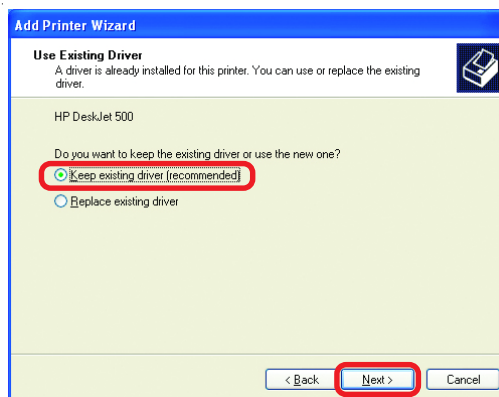 Add Printer Wizard
Use Existing Driver
A driver is already installed for this printer. You can use or replace the existing
driver.
HP DeskJet 500
Do you want to keep the existing driver or use the new one?
Keep existing driver (recommended)
Replace existing driver
< Back Next > Cancel